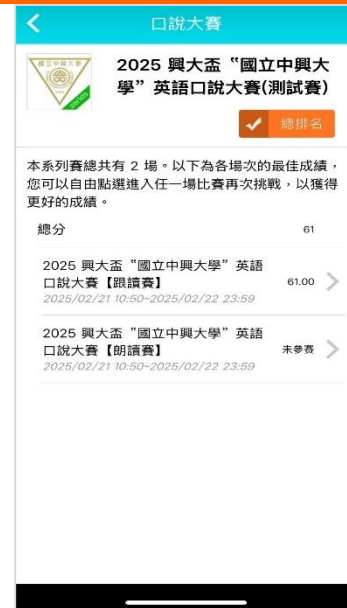 口說大賽
國立中興大學
2025 興大盃“國立中興大
學”英語口說大賽(測試賽)
總排名
本系列賽總共有 2 場。以下為各場次的最佳成績，
您可以自由點選進入任一場比賽再次挑戰，以獲得
更好的成績。
總分 61
2025 興大盃“國立中興大學”英語
口說大賽【跟讀賽】 61.00
2025/02/21 10:50~2025/02/22 23:59
2025 興大盃“國立中興大學”英語
口說大賽【朗讀賽】 未參賽
2025/02/21 10:50~2025/02/22 23:59